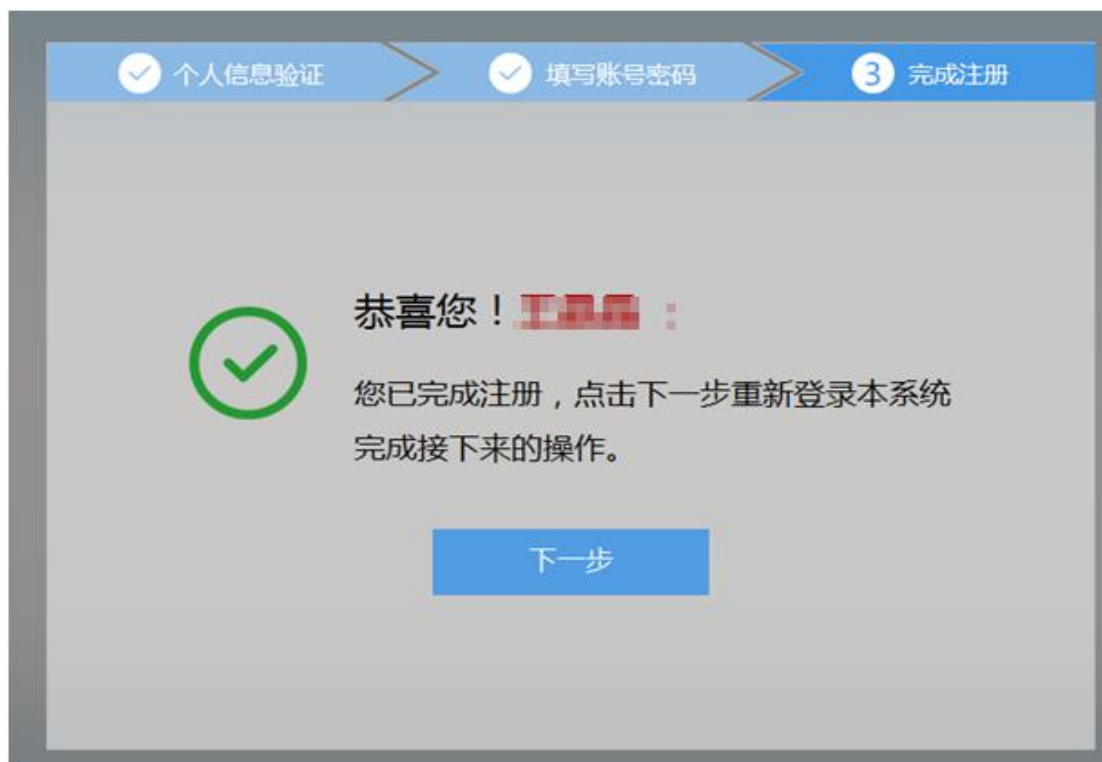 个人信息验证
填写账号密码
3 完成注册
恭喜您！ ：
您已完成注册，点击下一步重新登录本系统
完成接下来的操作。
下一步